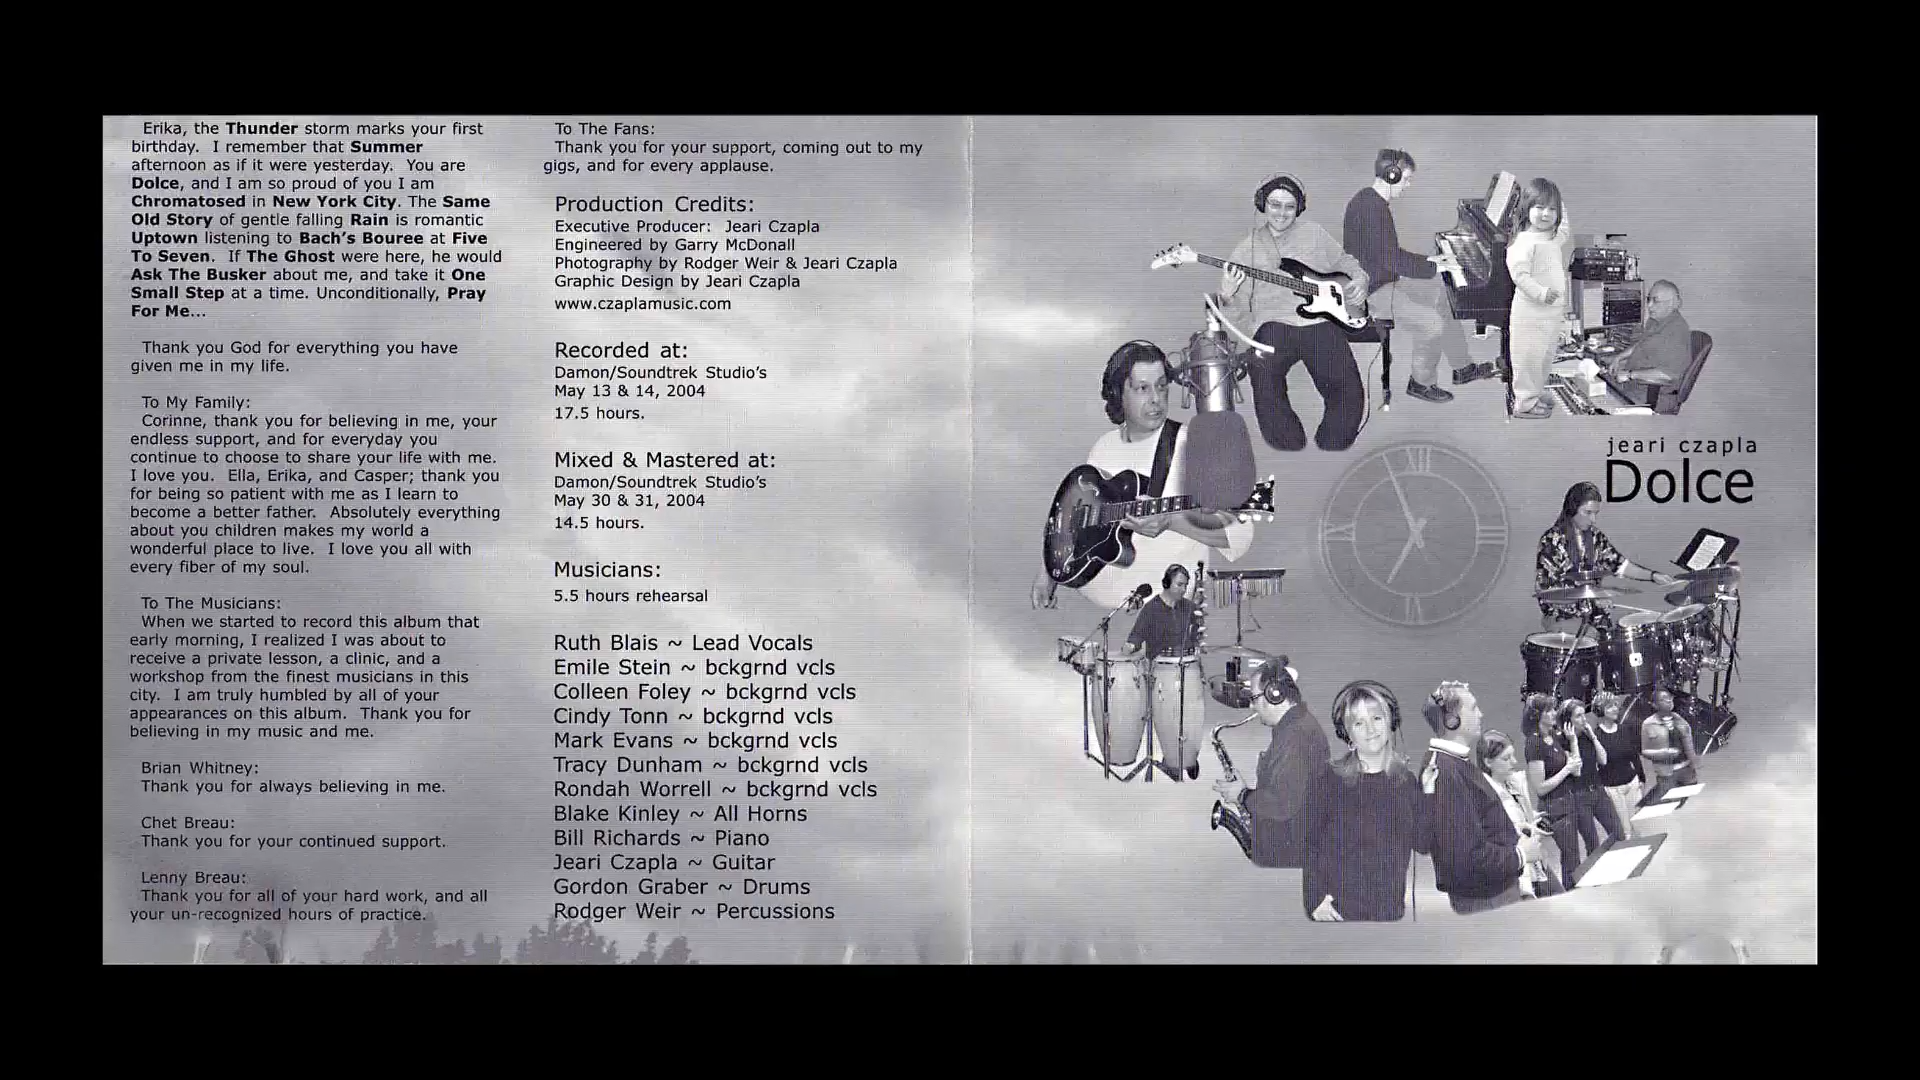 Erika, the Thunder storm marks your first
birthday. I remember that Summer
afternoon as if it were yesterday. You are
Dolce, and I am so proud of you I am
Chromatosed in New York City. The Same
Old Story of gentle falling Rain is romantic
Uptown listening to Bach's Bouree at Five
To Seven. If The Ghost were here, he would
Ask The Busker about me, and take it One
Small Step at a time. Unconditionally, Pray
For Me...
Thank you God for everything you have
given me in my life.
To My Family:
Corinne, thank you for believing in me, your
endless support, and for everyday you
continue to choose to share your life with me.
I love you. Ella, Erika, and Casper; thank you
for being so patient with me as I learn to
become a better father. Absolutely everything
about you children makes my world a
wonderful place to live. I love you all with
every fiber of my soul.
To The Musicians:
When we started to record this album that
early morning, I realized I was about to
receive a private lesson, a clinic, and a
workshop from the finest musicians in this
city. I am truly humbled by all of your
appearances on this album. Thank you for
believing in my music and me.
Brian Whitney:
Thank you for always believing in me.
Chet Breau:
Thank you for your continued support.
Lenny Breau:
Thank you for all of your hard work, and all
your un-recognized hours of practice.
To The Fans:
Thank you for your support, coming out to my
gigs, and for every applause.
Production Credits:
Executive Producer: Jeari Czapla
Engineered by Garry McDonall
Photography by Rodger Weir & Jeari Czapla
Graphic Design by Jeari Czapla
www.czaplamusic.com
Recorded at:
Damon/Soundtrek Studio's
May 13 & 14, 2004
17.5 hours.
Mixed & Mastered at:
Damon/Soundtrek Studio's
May 30 & 31, 2004
14.5 hours.
Musicians:
5.5 hours rehearsal
Ruth Blais ~ Lead Vocals
Emile Stein ~ bckgrnd vcls
Colleen Foley ~ bckgrnd vcls
Cindy Tonn ~ bckgrnd vcls
Mark Evans ~ bckgrnd vcls
Tracy Dunham ~ bckgrnd vcls
Rondah Worrell ~ bckgrnd vcls
Blake Kinley ~ All Horns
Bill Richards ~ Piano
Jeari Czapla ~ Guitar
Gordon Graber ~ Drums
Rodger Weir ~ Percussions
jeari czapla
Dolce